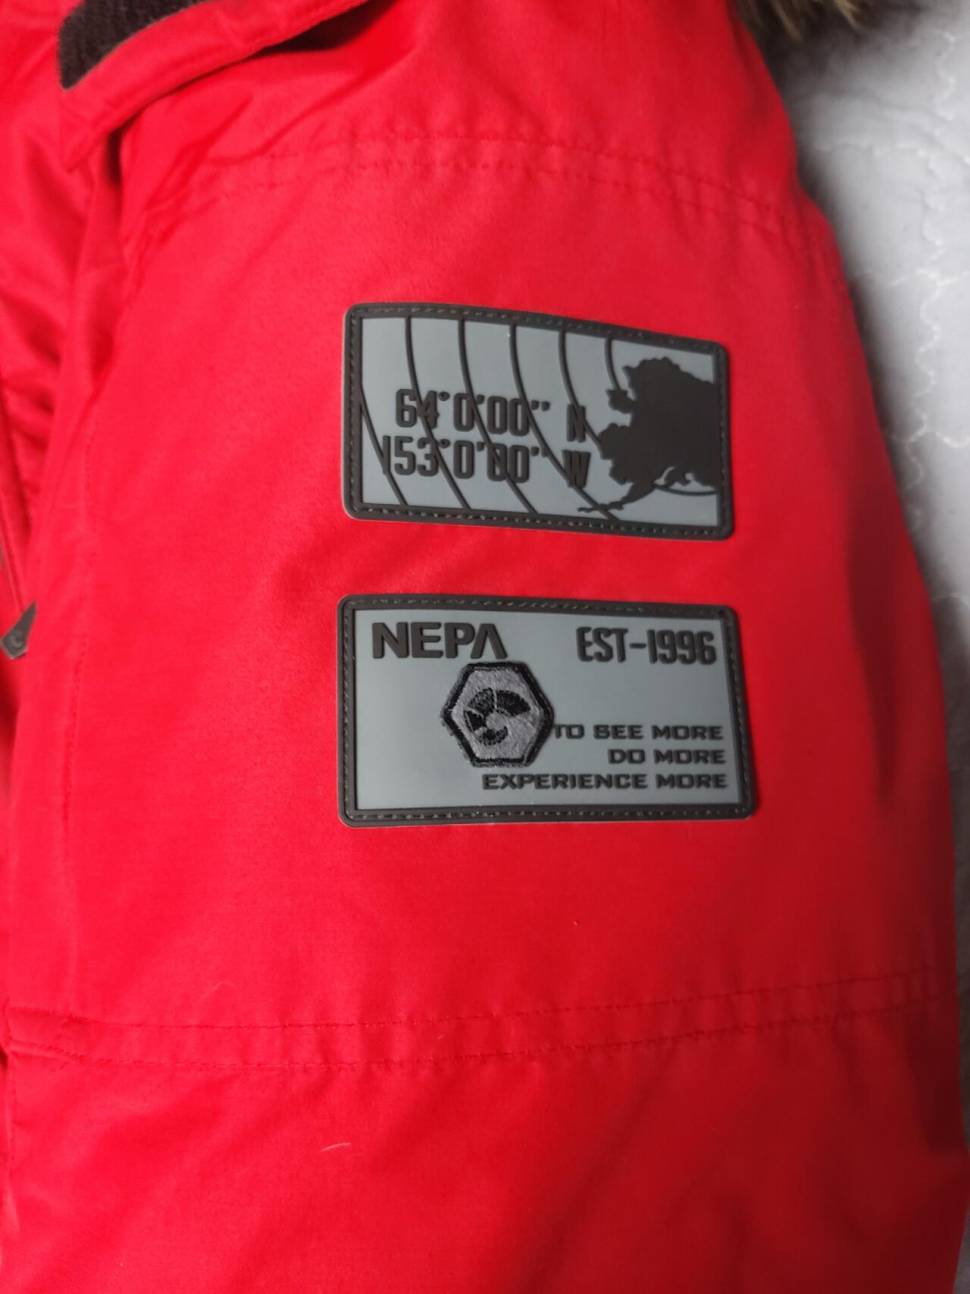 64°0'00" N
153°0'00" W
NEPA EST-1996
TO SEE MORE
DO MORE
EXPERIENCE MORE